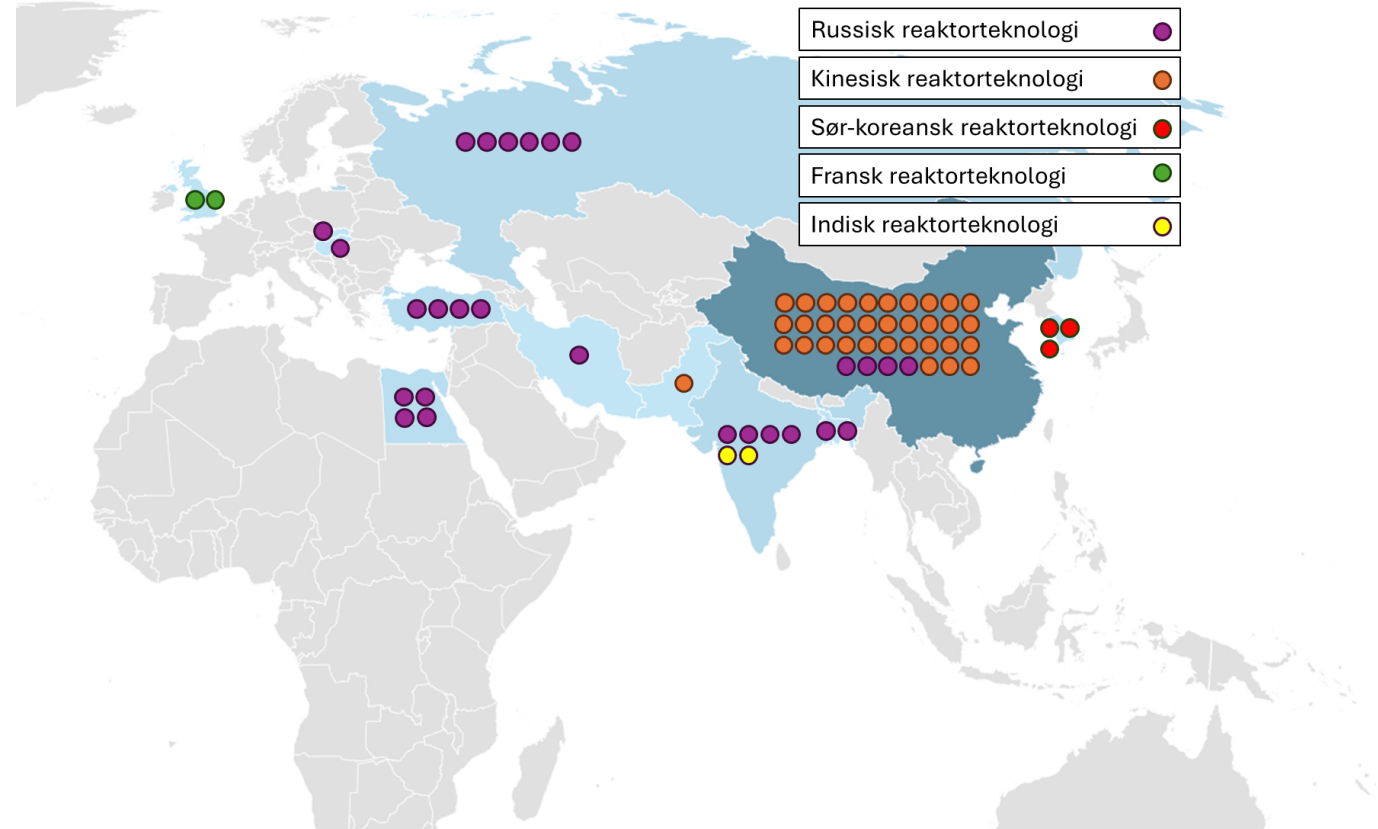 Russisk reaktorteknologi
Kinesisk reaktorteknologi
Sør-koreansk reaktorteknologi
Fransk reaktorteknologi
Indisk reaktorteknologi